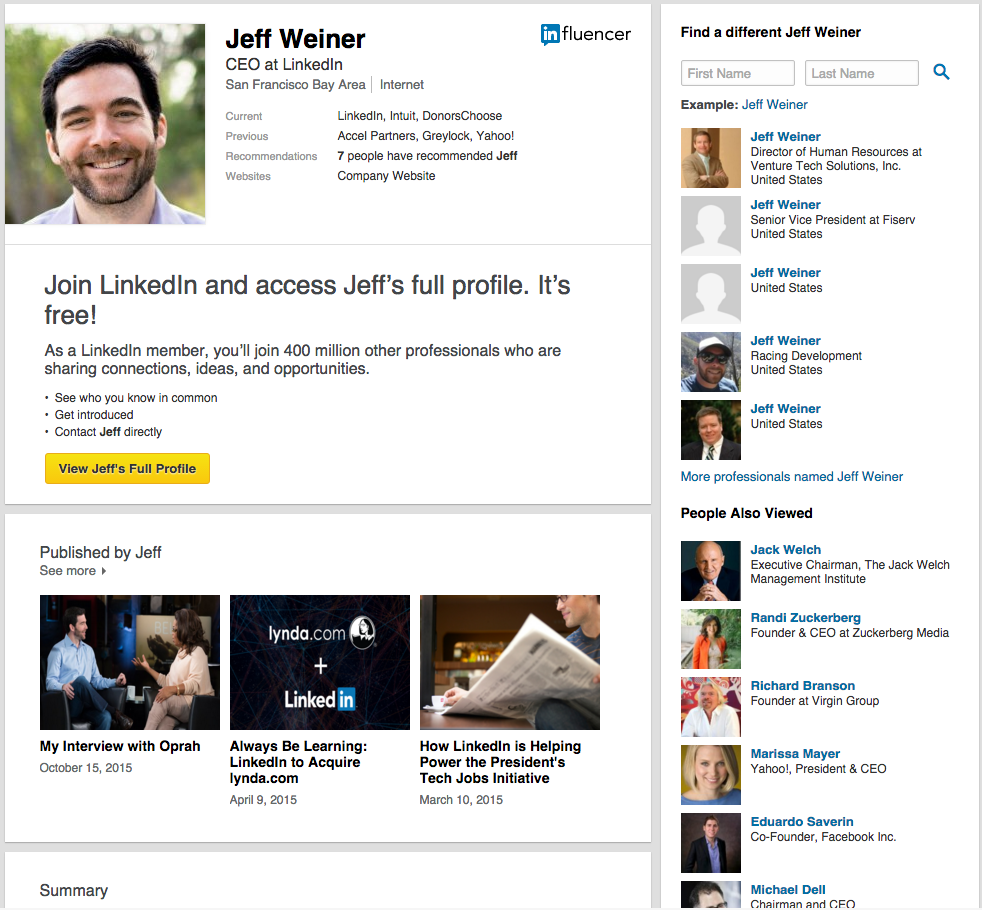 Jeff Weiner
influencer
CEO at LinkedIn
San Francisco Bay Area Internet
Current LinkedIn, Intuit, DonorsChoose
Previous Accel Partners, Greylock, Yahoo!
Recommendations 7 people have recommended Jeff
Websites Company Website
Join LinkedIn and access Jeff’s full profile. It’s
free!
As a LinkedIn member, you’ll join 400 million other professionals who are
sharing connections, ideas, and opportunities.
• See who you know in common
• Get introduced
• Contact Jeff directly
View Jeff's Full Profile
Published by Jeff
See more
lynda.com
+
Linked in
My Interview with Oprah
October 15, 2015
Always Be Learning:
LinkedIn to Acquire
lynda.com
April 9, 2015
How LinkedIn is Helping
Power the President's
Tech Jobs Initiative
March 10, 2015
Summary
Find a different Jeff Weiner
First Name Last Name
Example: Jeff Weiner
Jeff Weiner
Director of Human Resources at
Venture Tech Solutions, Inc.
United States
Jeff Weiner
Senior Vice President at Fiserv
United States
Jeff Weiner
United States
Jeff Weiner
Racing Development
United States
Jeff Weiner
United States
More professionals named Jeff Weiner
People Also Viewed
Jack Welch
Executive Chairman, The Jack Welch
Management Institute
Randi Zuckerberg
Founder & CEO at Zuckerberg Media
Richard Branson
Founder at Virgin Group
Marissa Mayer
Yahoo!, President & CEO
Eduardo Saverin
Co-Founder, Facebook Inc.
Michael Dell
Chairman and CEO